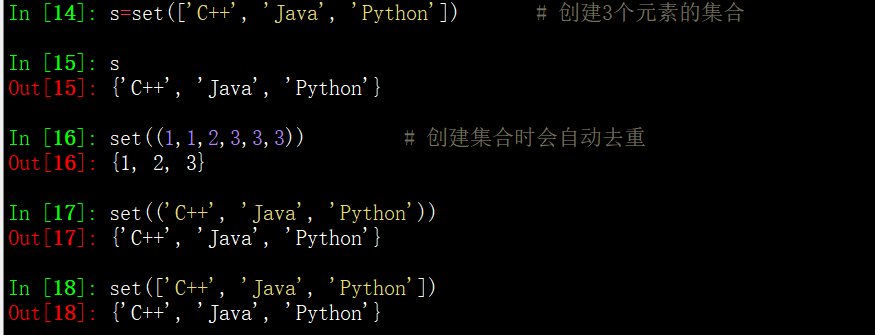 In [14]: s=set(['C++', 'Java', 'Python'])        # 创建3个元素的集合
In [15]: s
Out[15]: {'C++', 'Java', 'Python'}
In [16]: set((1,1,2,3,3,3))        # 创建集合时会自动去重
Out[16]: {1, 2, 3}
In [17]: set(('C++', 'Java', 'Python'))
Out[17]: {'C++', 'Java', 'Python'}
In [18]: set(['C++', 'Java', 'Python'])
Out[18]: {'C++', 'Java', 'Python'}